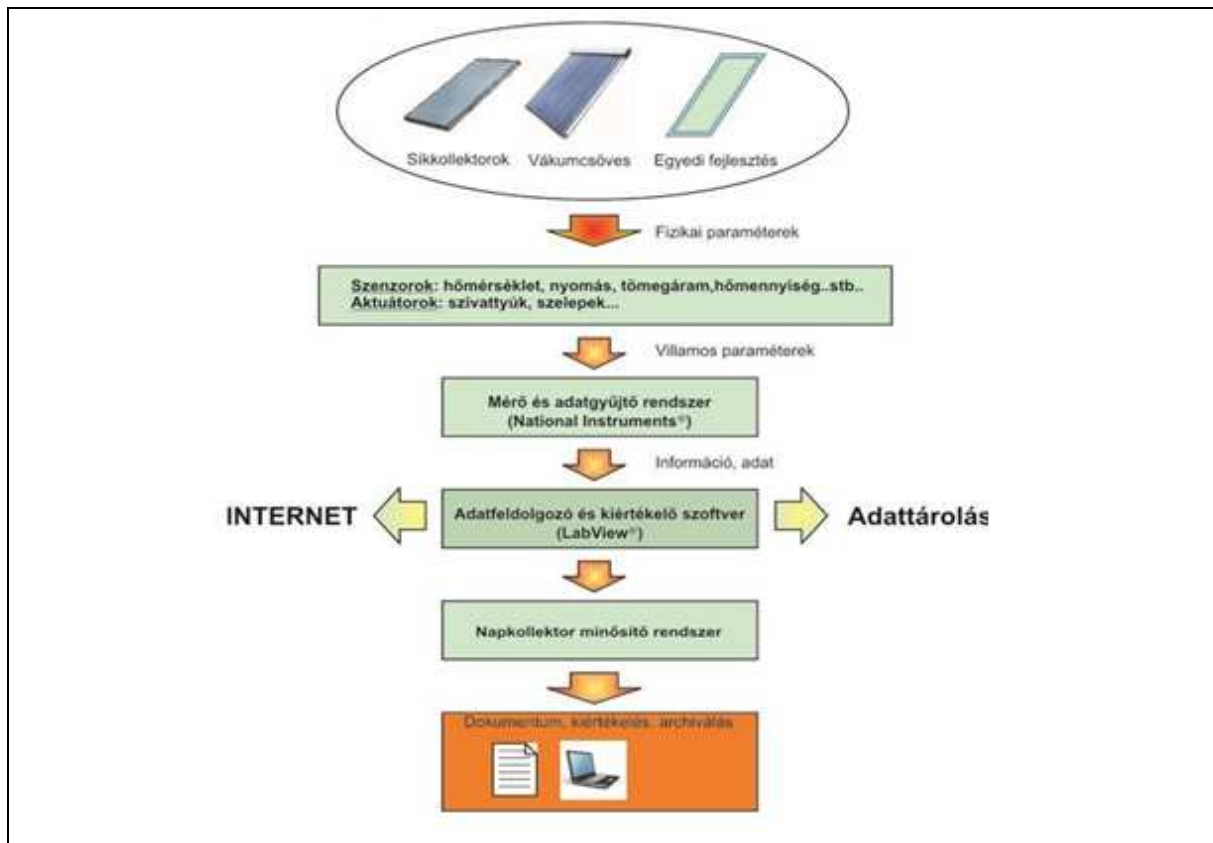 Síkkollektorok Vákumcsöves Egyedi fejlesztés
Fizikai paraméterek
Szenzorok: hőmérséklet, nyomás, tömegáram,hőmennyiség..stb..
Aktuátorok: szivattyúk, szelepek...
Villamos paraméterek
Mérő és adatgyűjtő rendszer
(National Instruments®)
Információ, adat
INTERNET
Adatfeldolgozó és kiértékelő szoftver
(LabView®)
Adattárolás
Napkollektor minősítő rendszer
Dokumentum, kiértékelés, archiválás